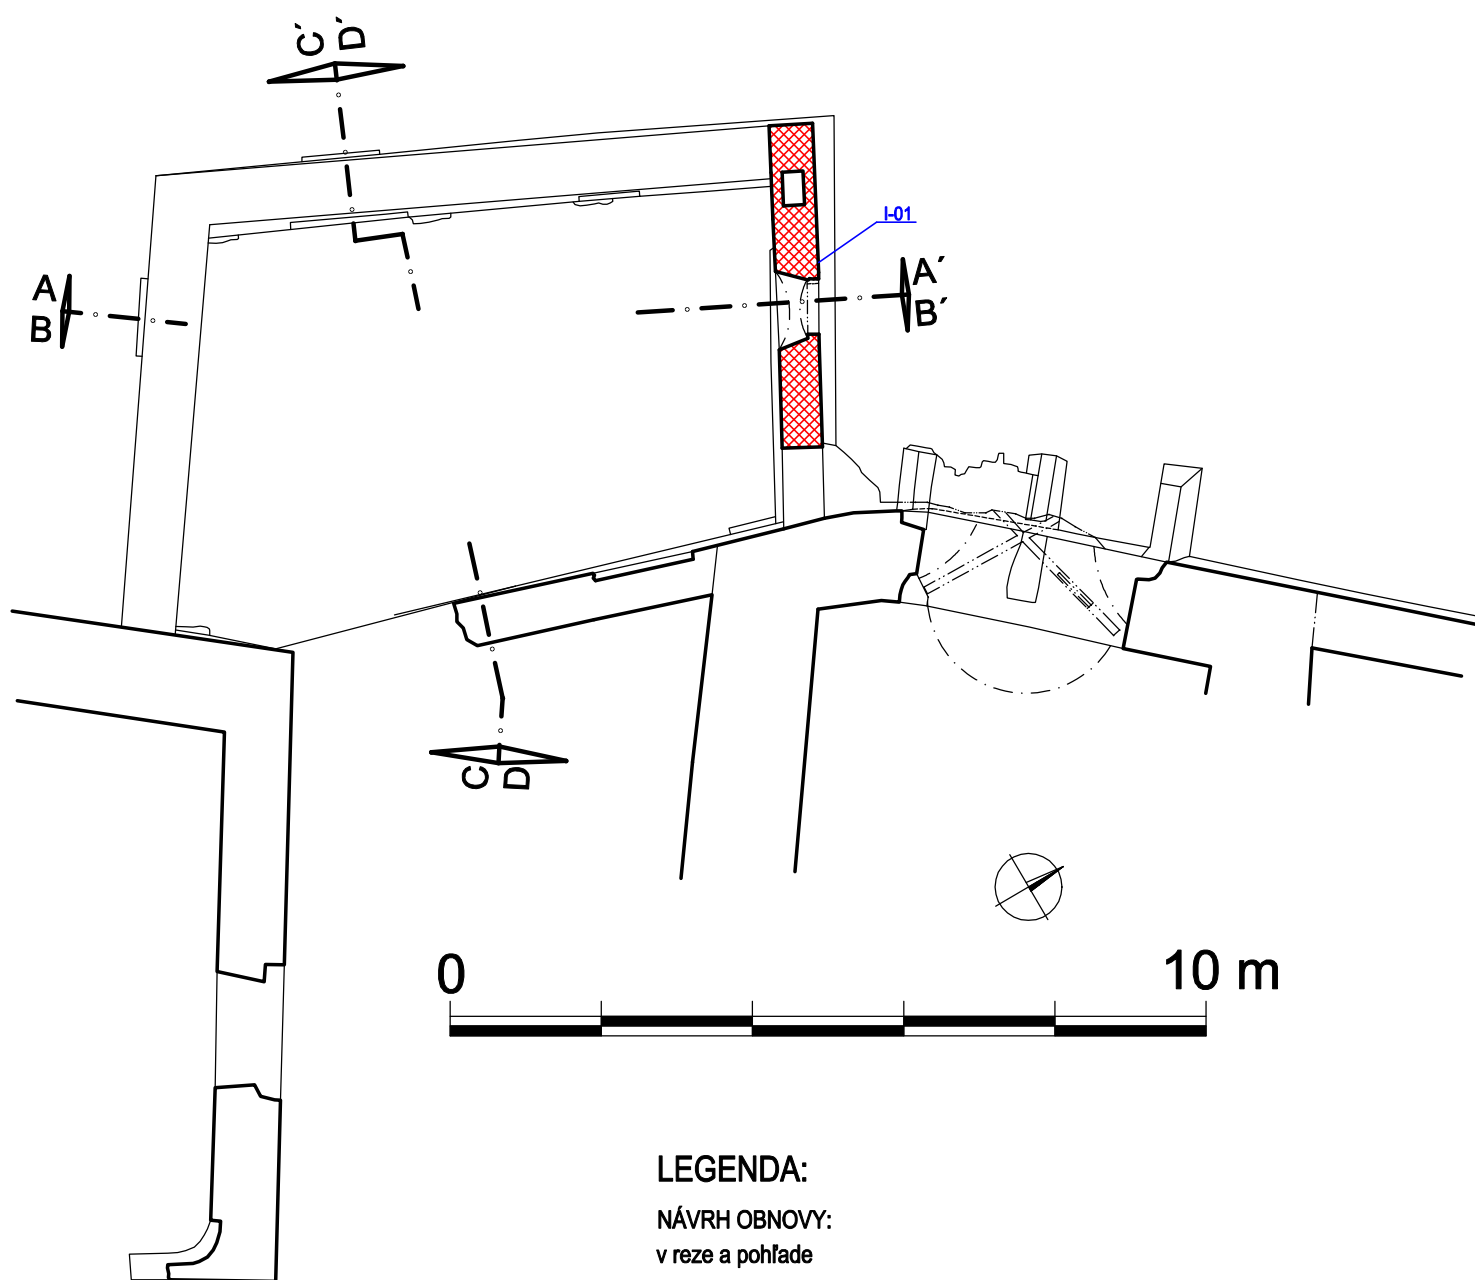 C´
D´
I-01
A
B
A´
B´
C
D
0
10 m
LEGENDA:
NÁVRH OBNOVY:
v reze a pohľade